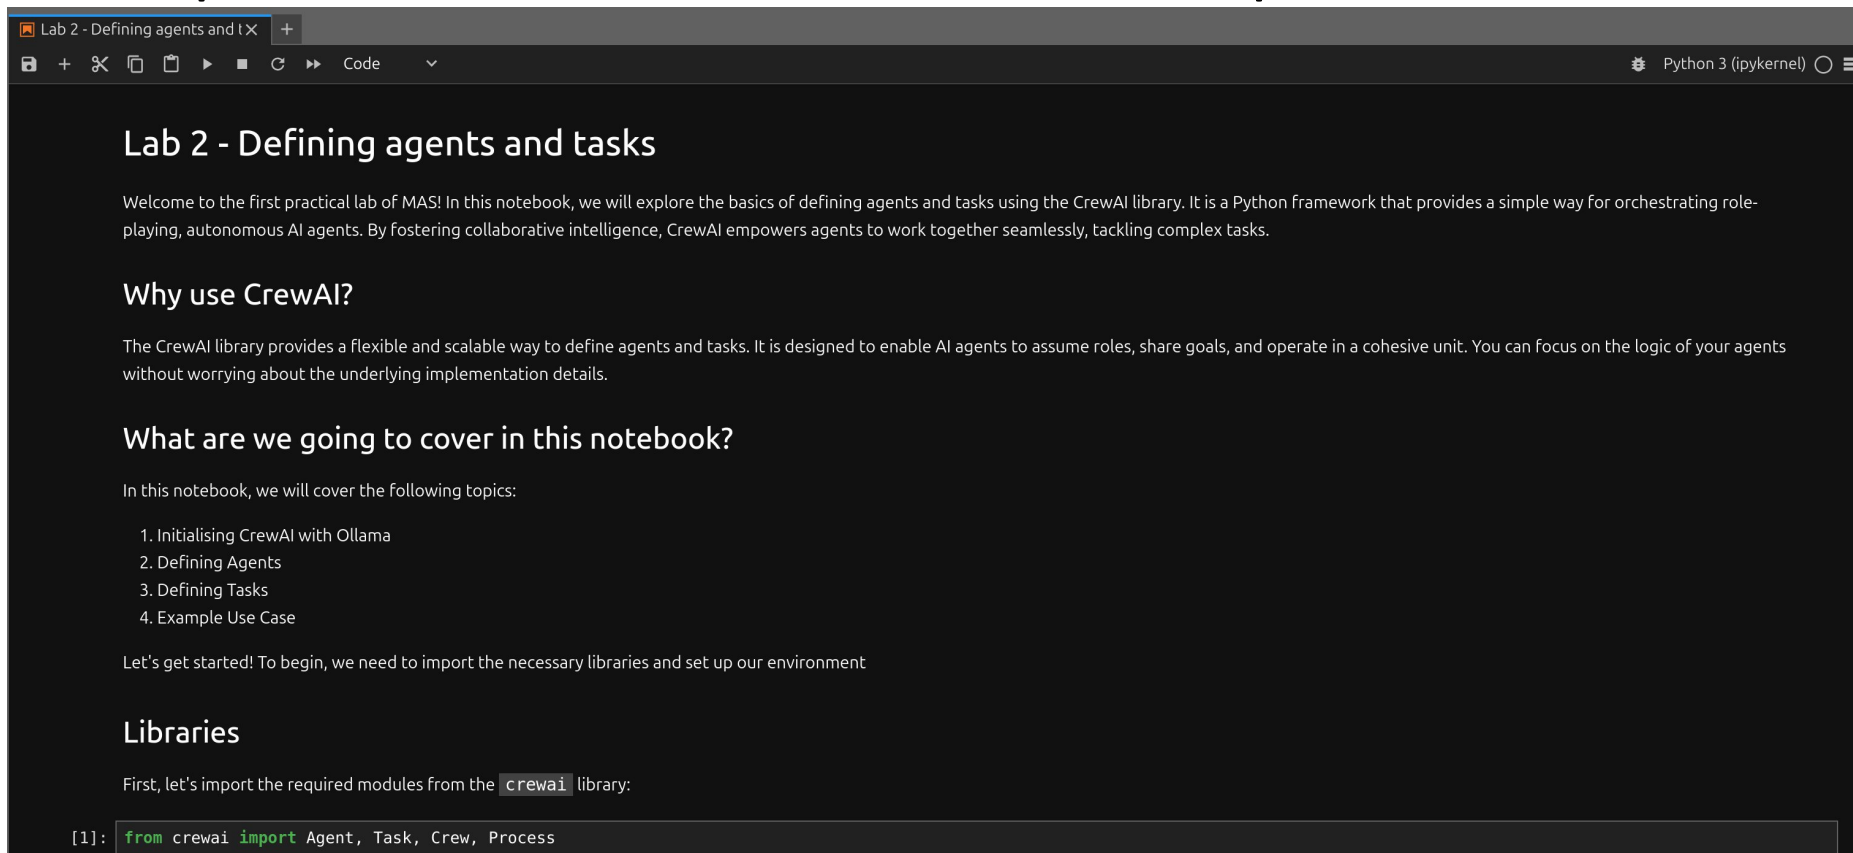 Lab 2 - Defining agents and t
Code
Python 3 (ipykernel)
Lab 2 - Defining agents and tasks
Welcome to the first practical lab of MAS! In this notebook, we will explore the basics of defining agents and tasks using the CrewAI library. It is a Python framework that provides a simple way for orchestrating role-
playing, autonomous AI agents. By fostering collaborative intelligence, CrewAI empowers agents to work together seamlessly, tackling complex tasks.
Why use CrewAI?
The CrewAI library provides a flexible and scalable way to define agents and tasks. It is designed to enable AI agents to assume roles, share goals, and operate in a cohesive unit. You can focus on the logic of your agents
without worrying about the underlying implementation details.
What are we going to cover in this notebook?
In this notebook, we will cover the following topics:
1. Initialising CrewAI with Ollama
2. Defining Agents
3. Defining Tasks
4. Example Use Case
Let's get started! To begin, we need to import the necessary libraries and set up our environment
Libraries
First, let's import the required modules from the crewai library:
[1]: from crewai import Agent, Task, Crew, Process